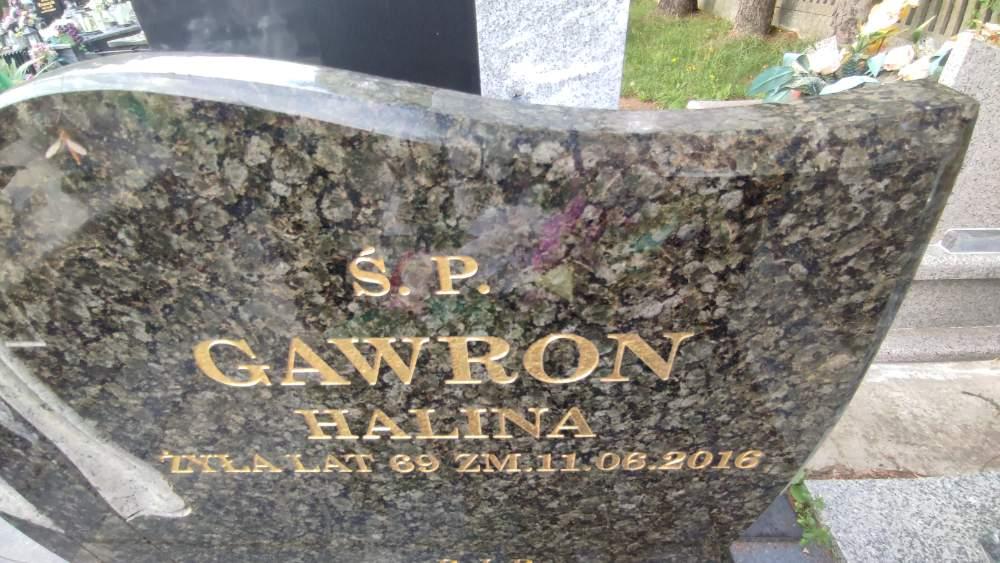 Ś. P.
GAWRON
HALINA
ŻYŁA LAT 69 ZM. 11.06.2016